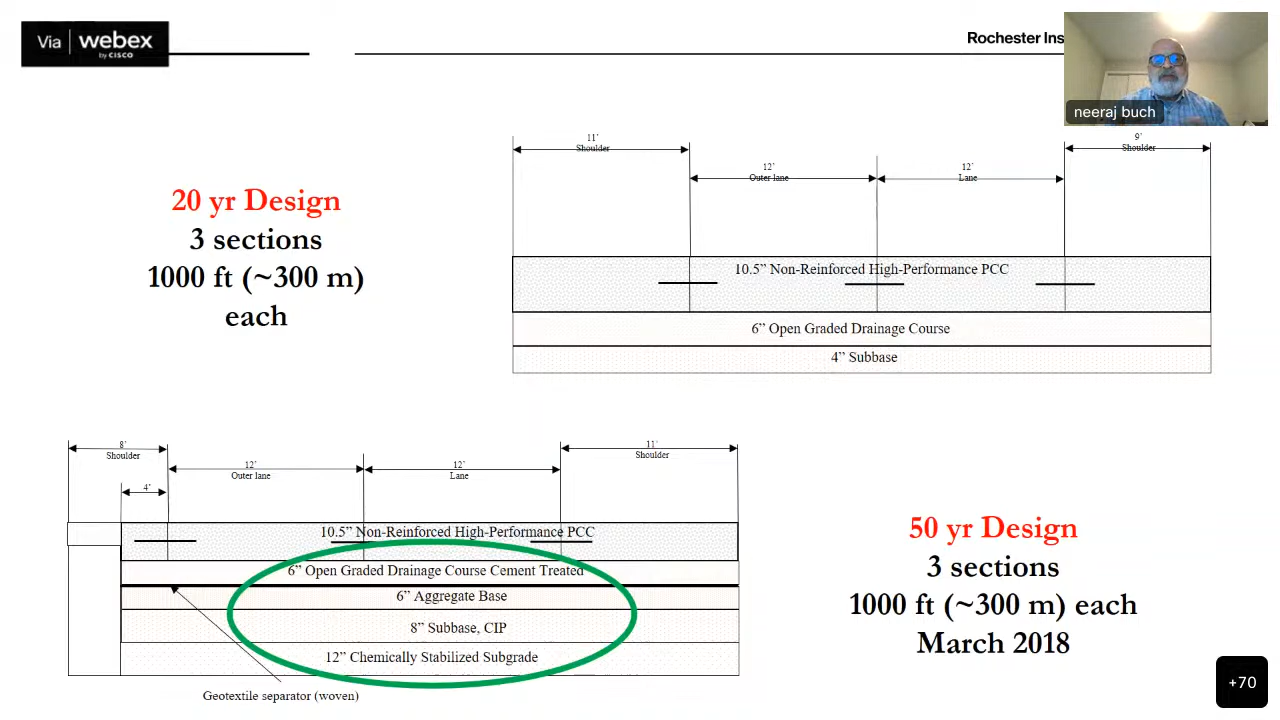 Via webex
by CISCO
Rochester Ins
neeraj buch
20 yr Design
3 sections
1000 ft (~300 m)
each
11’
Shoulder
12’
Outer lane
12’
Lane
9’
Shoulder
10.5” Non-Reinforced High-Performance PCC
6” Open Graded Drainage Course
4” Subbase
8’
Shoulder
12’
Outer lane
12’
Lane
11’
Shoulder
4’
10.5” Non-Reinforced High-Performance PCC
6” Open Graded Drainage Course Cement Treated
6” Aggregate Base
8” Subbase, CIP
12” Chemically Stabilized Subgrade
Geotextile separator (woven)
50 yr Design
3 sections
1000 ft (~300 m) each
March 2018
+70